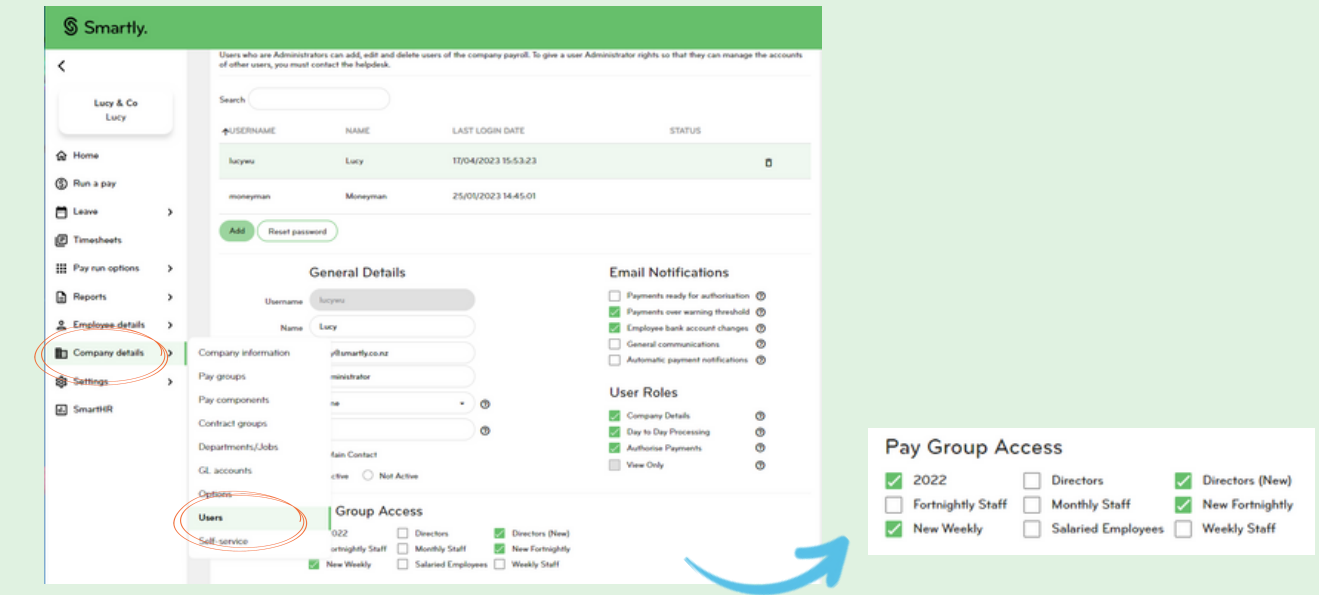 Smartly.
Users who are Administrators can add, edit and delete users of the company payroll. To give a user Administrator rights so that they can manage the accounts
of other users, you must contact the helpdesk.
Lucy & Co
Lucy
Home
Run a pay
Leave
Timesheets
Pay run options
Reports
Employee details
Company details
Settings
SmartHR
Search
USERNAME NAME LAST LOGIN DATE STATUS
lucywu Lucy 17/04/2023 15:53:23
moneyman Moneyman 25/01/2023 14:45:01
Add Reset password
General Details
Username lucywu
Name Lucy
y@smartly.co.nz
ministrator
ne
Main Contact
ctive Not Active
Company information
Pay groups
Pay components
Contract groups
Departments/Jobs
GL accounts
Options
Users
Self-service
Email Notifications
Payments ready for authorisation
Payments over warning threshold
Employee bank account changes
General communications
Automatic payment notifications
User Roles
Company Details
Day to Day Processing
Authorise Payments
View Only
Group Access
022 Directors Directors (New)
ortnightly Staff Monthly Staff New Fortnightly
New Weekly Salaried Employees Weekly Staff
Pay Group Access
2022 Directors Directors (New)
Fortnightly Staff Monthly Staff New Fortnightly
New Weekly Salaried Employees Weekly Staff